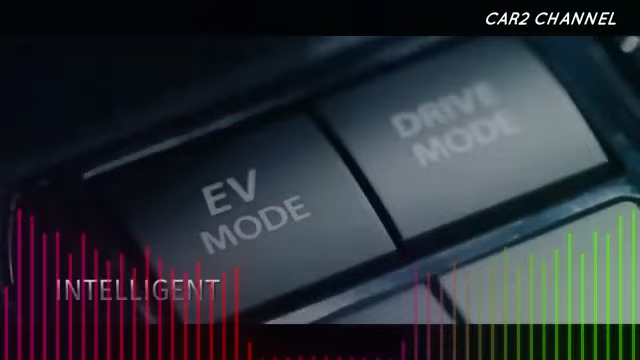 CAR2 CHANNEL
DRIVE
MODE
EV
MODE
INTELLIGENT